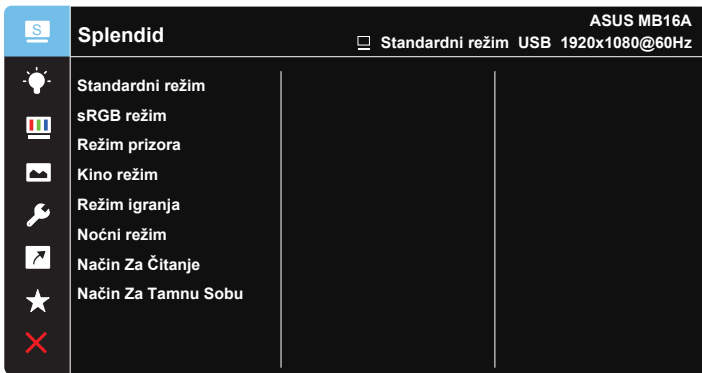 S
Splendid
ASUS MB16A
Standardni režim USB 1920x1080@60Hz
Standardni režim
sRGB režim
Režim prizora
Kino režim
Režim igranja
Noćni režim
Način Za Čitanje
Način Za Tamnu Sobu